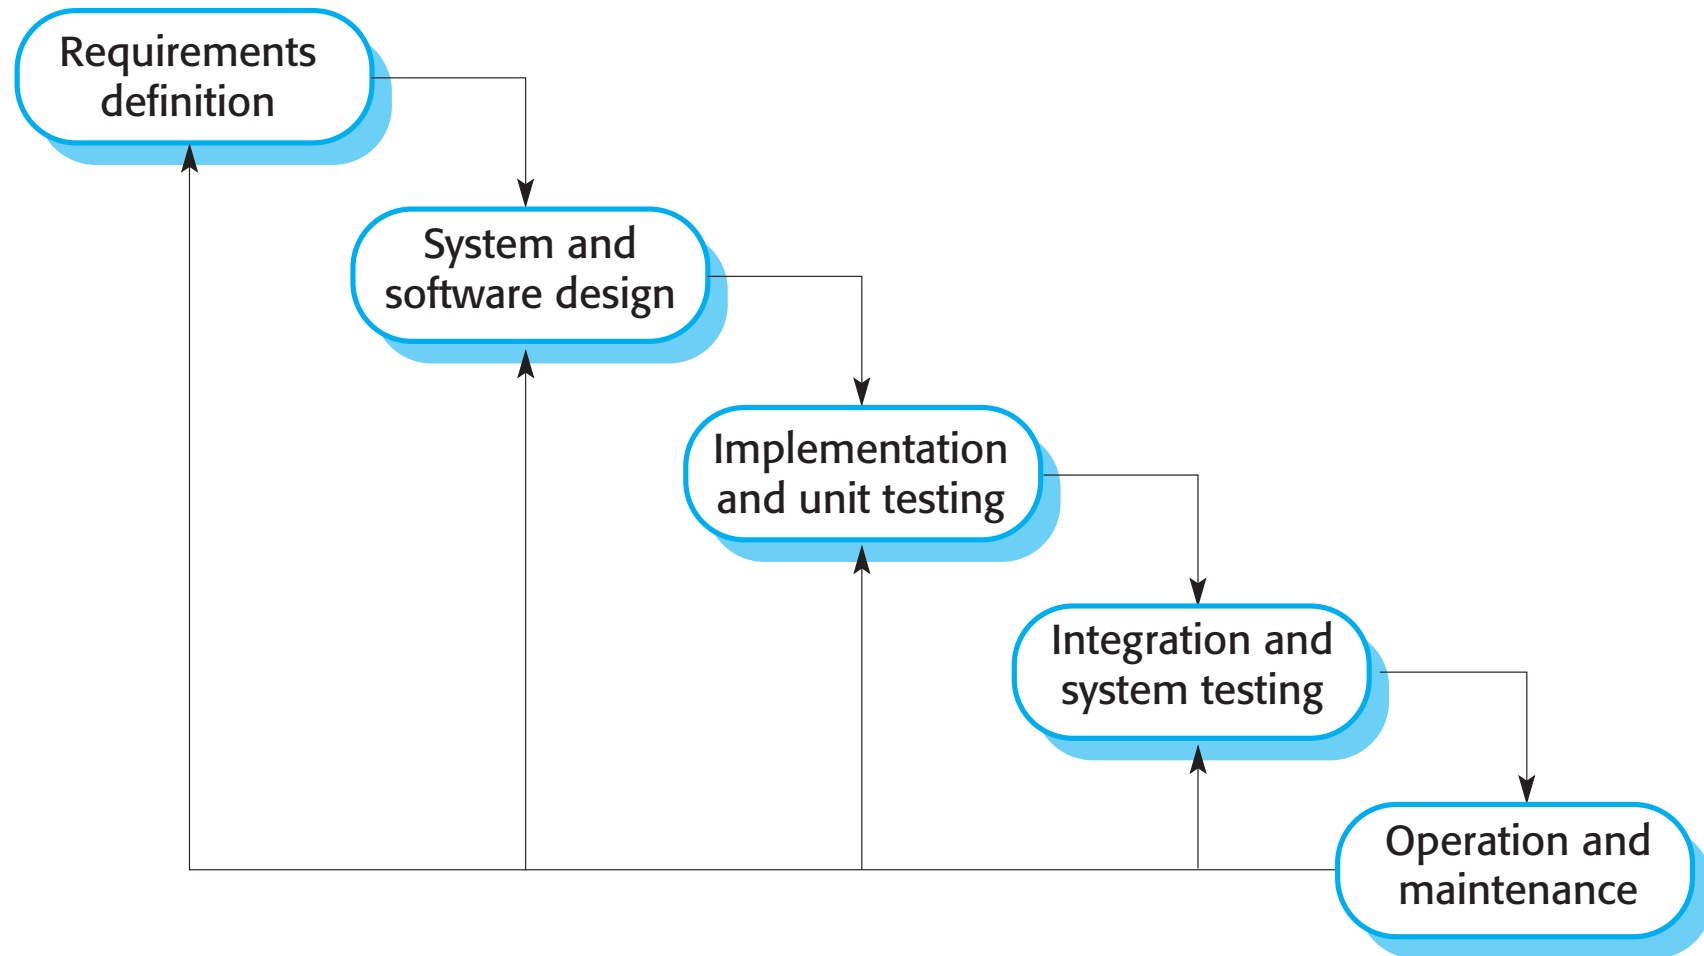 Requirements
definition
System and
software design
Implementation
and unit testing
Integration and
system testing
Operation and
maintenance